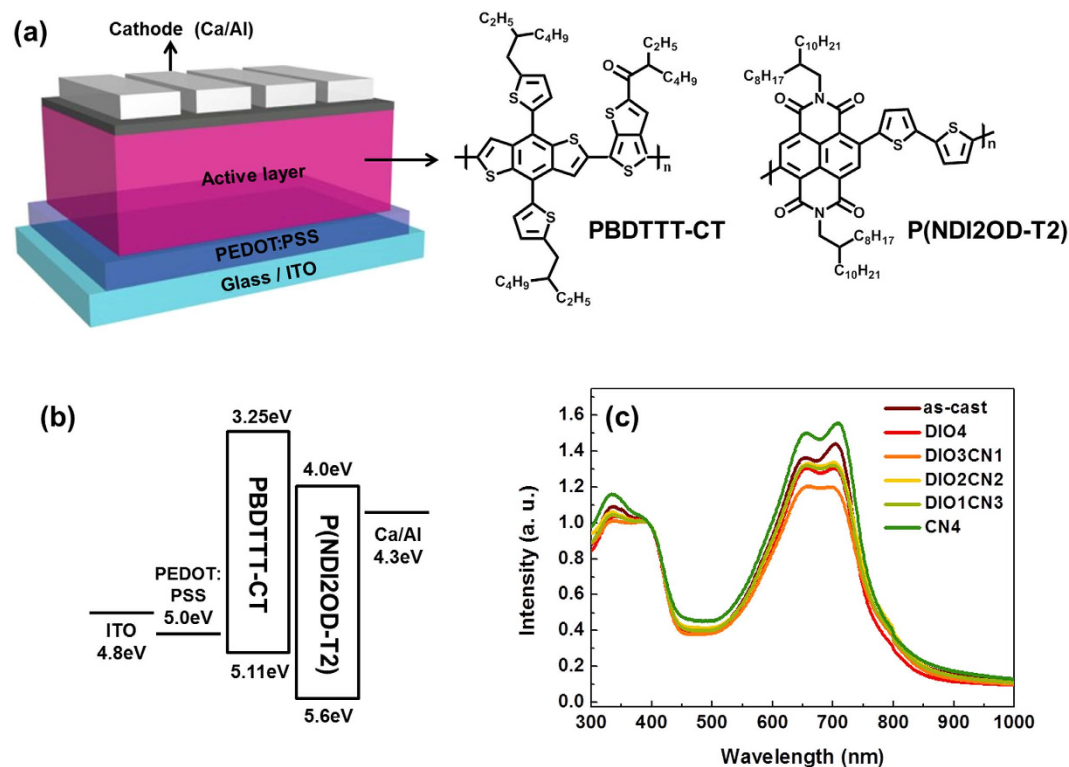 (a)
Cathode (Ca/Al)
Active layer
PEDOT:PSS
Glass / ITO
C₂H₅
C₄H₉
S
S
S
S
S
C₄H₉
C₂H₅
O
C₂H₅
C₄H₉
S
S
n
PBDTTT-CT
C₁₀H₂₁
C₈H₁₇
O
N
O
S
S
n
O
N
O
C₈H₁₇
C₁₀H₂₁
P(NDI2OD-T2)
(b)
3.25eV
4.0eV
PBDTTT-CT
P(NDI2OD-T2)
Ca/Al
4.3eV
PEDOT:
PSS
5.0eV
ITO
4.8eV
5.11eV
5.6eV
(c)
as-cast
DIO4
DIO3CN1
DIO2CN2
DIO1CN3
CN4
Intensity (a. u.)
1.6
1.4
1.2
1.0
0.8
0.6
0.4
0.2
0.0
300 400 500 600 700 800 900 1000
Wavelength (nm)